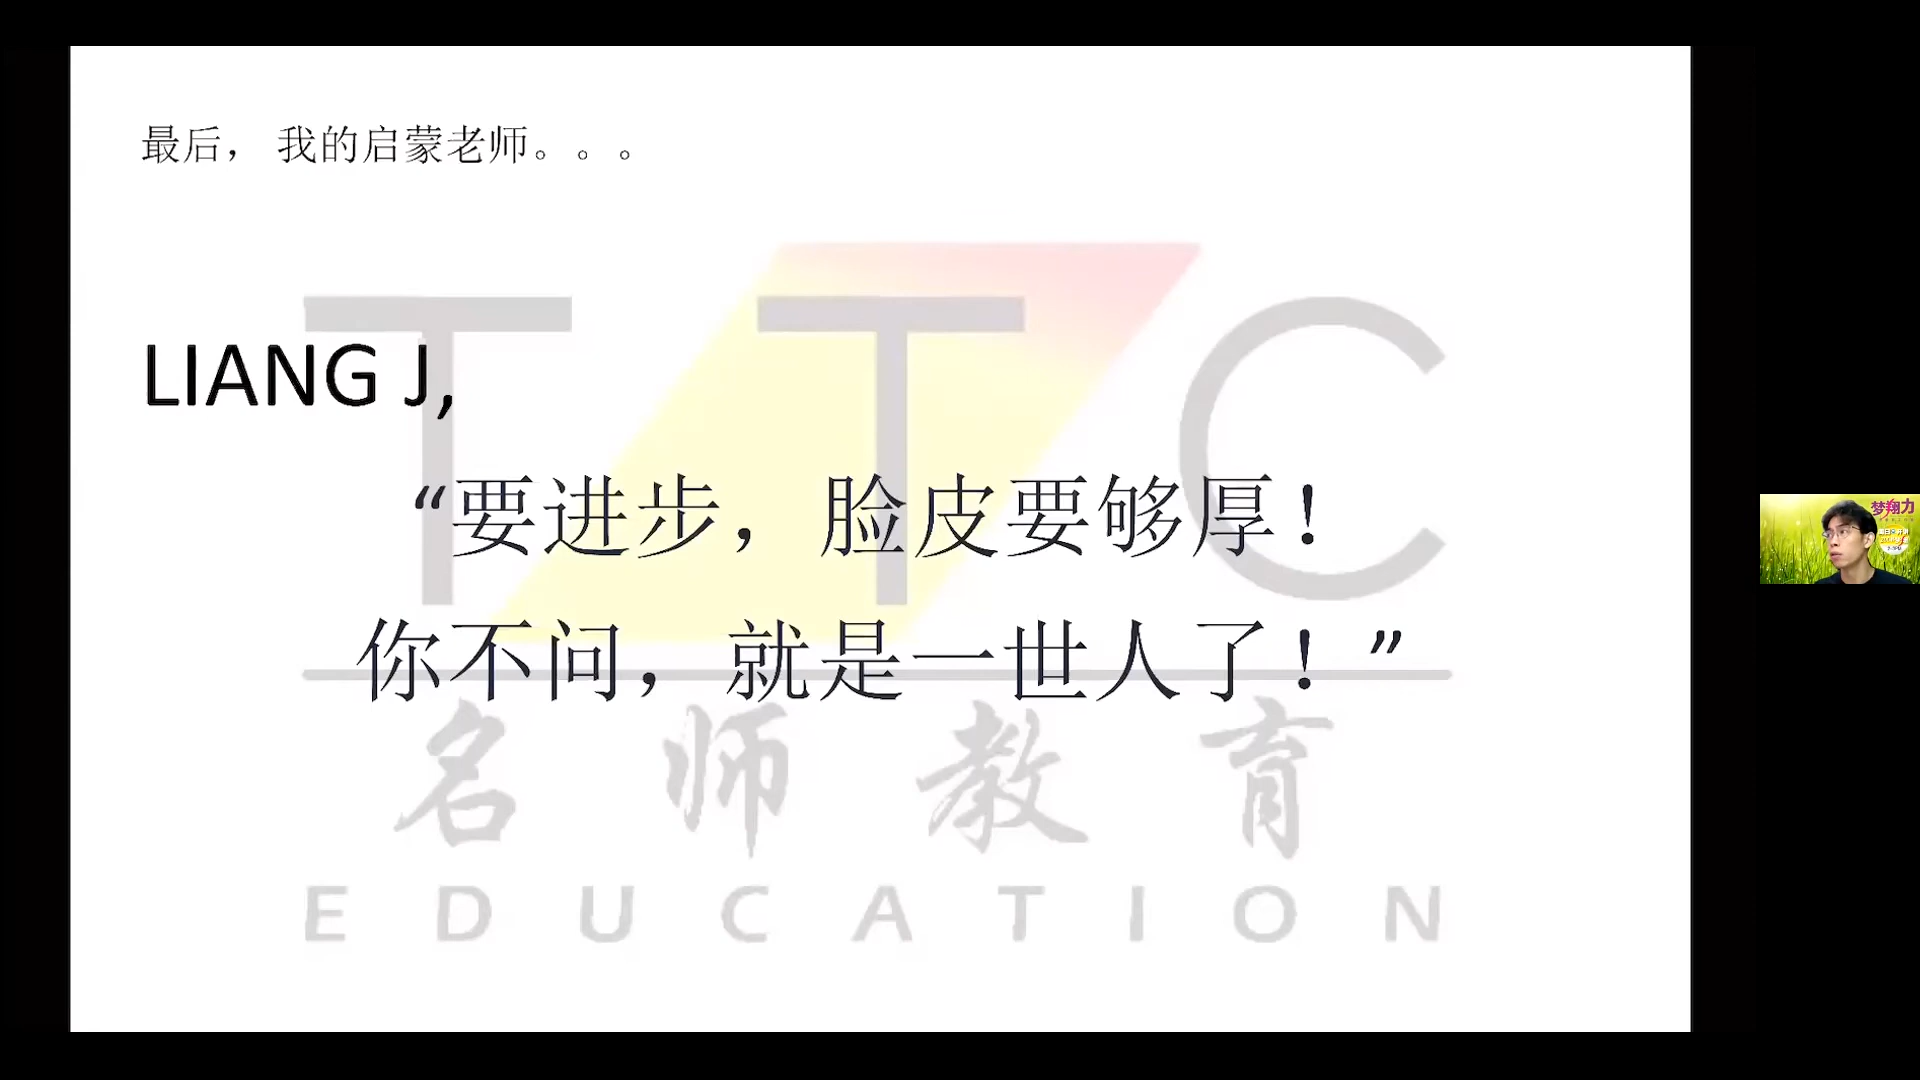 最后， 我的启蒙老师。。。
LIANG J,
“要进步，脸皮要够厚！
你不问，就是一世人了！”
T T C
名师教育
EDUCATION
梦翔力